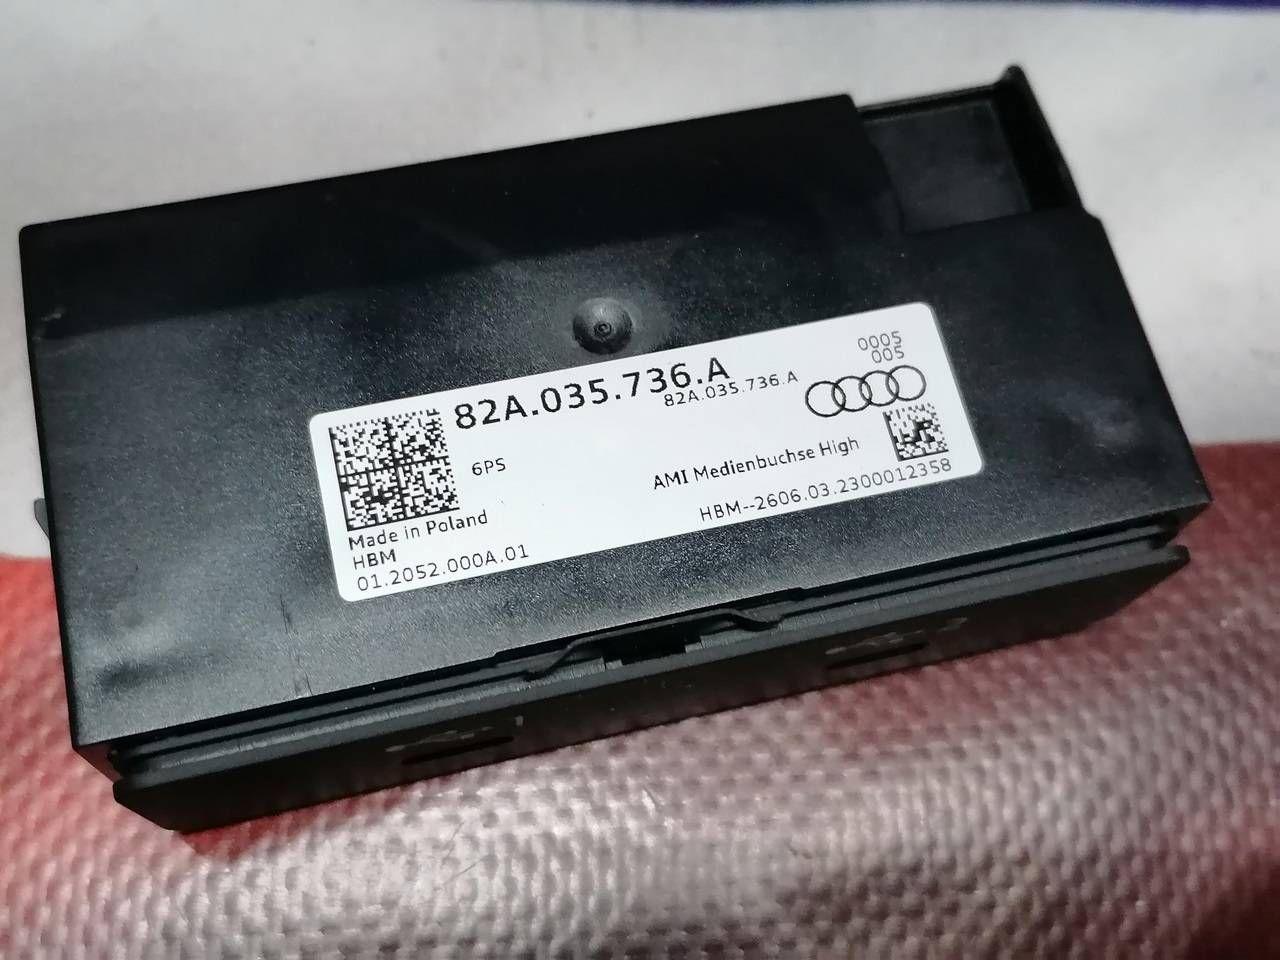 82A.035.736.A
82A.035.736.A
0005
005
6PS
AMI Medienbuchse High
Made in Poland
HBM
01.2052.000A.01
HBM--2606.03.2300012358